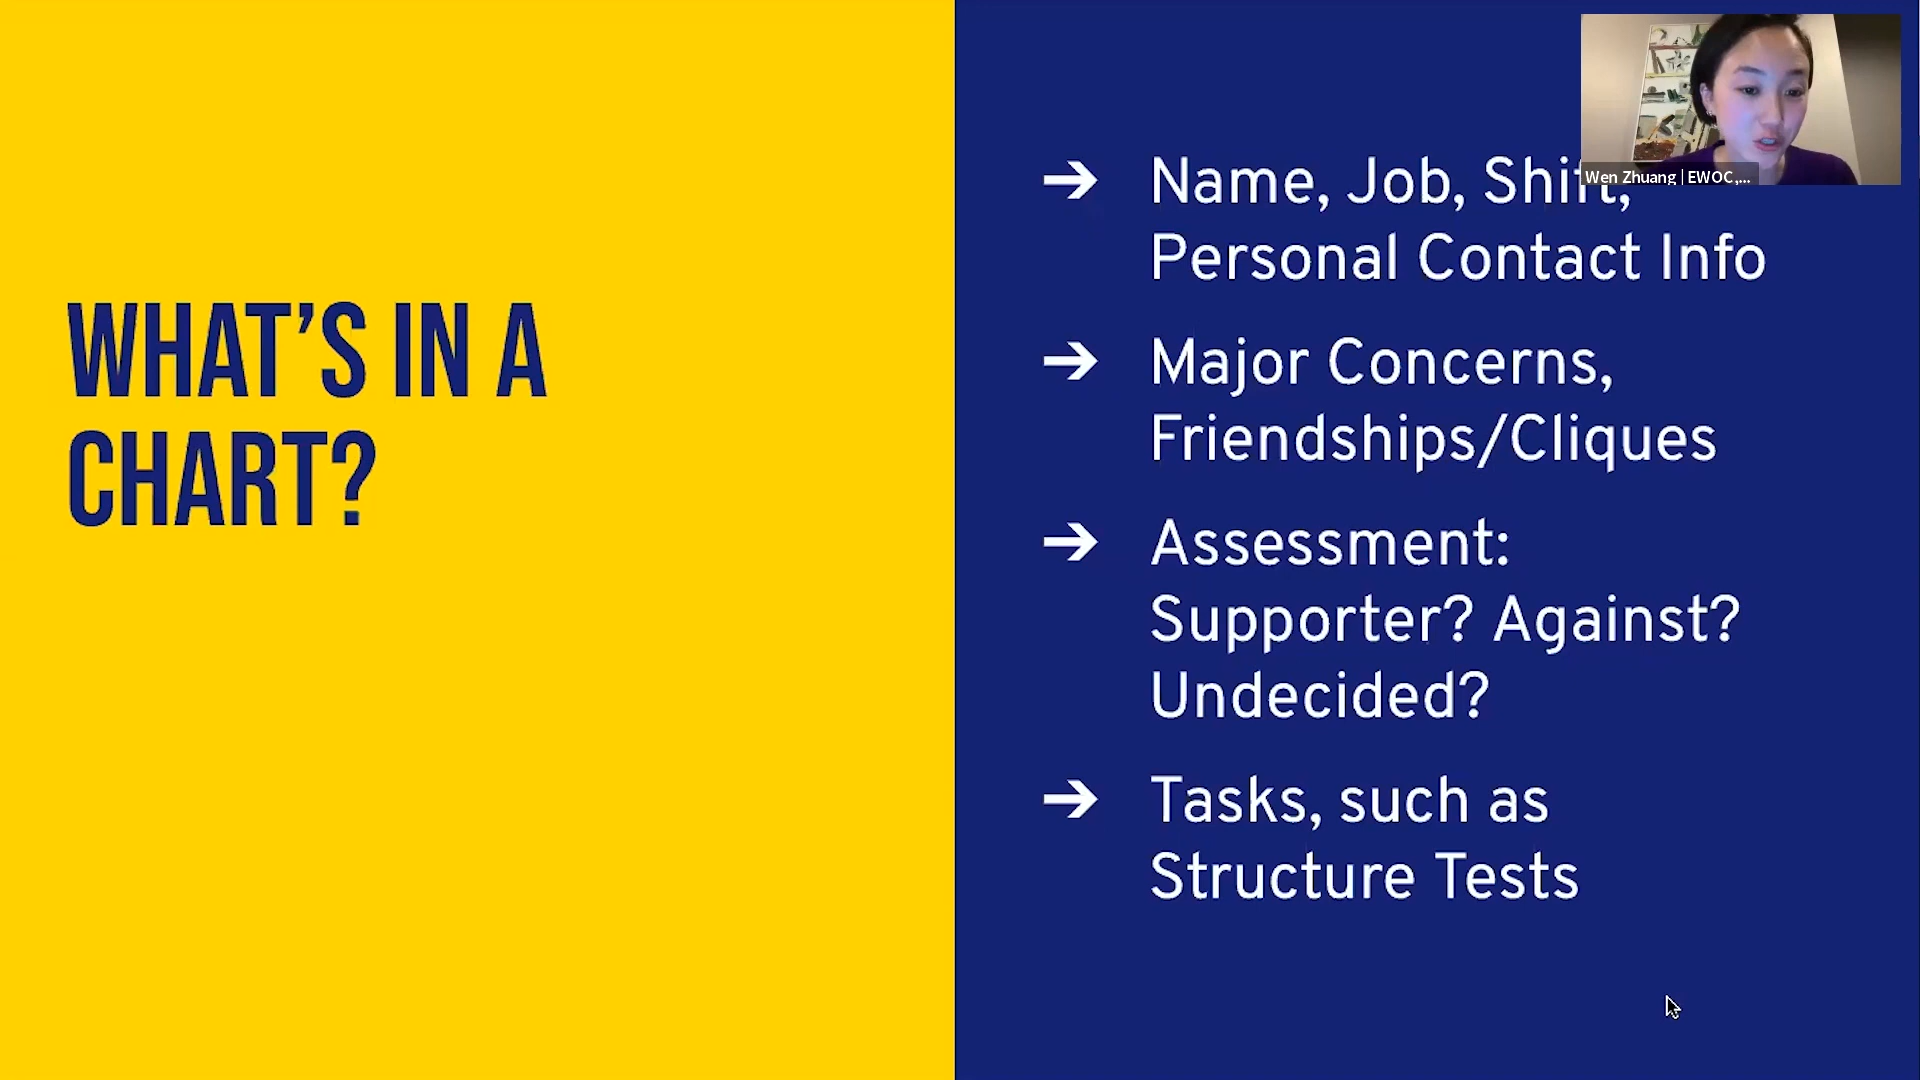 WHAT'S IN A
CHART?
➔ Name, Job, Shift,
Personal Contact Info
➔ Major Concerns,
Friendships/Cliques
➔ Assessment:
Supporter? Against?
Undecided?
➔ Tasks, such as
Structure Tests
Wen Zhuang | EWOC,...